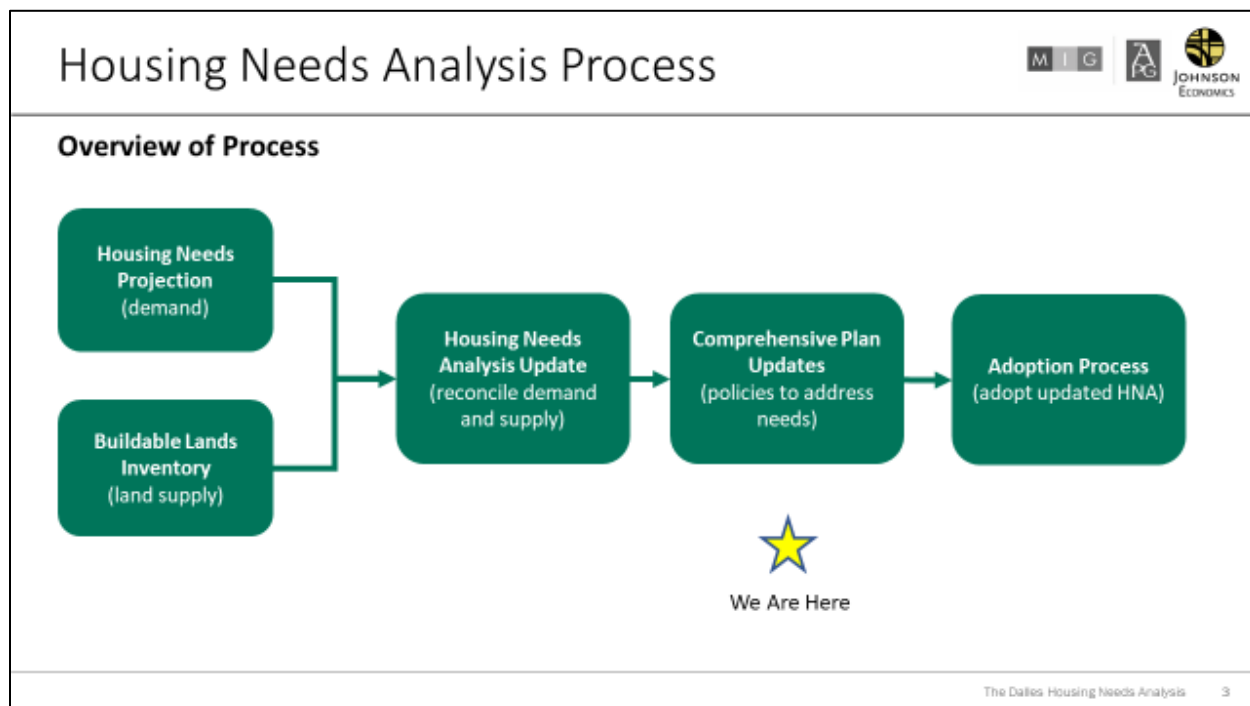 Housing Needs Analysis Process
M I G
APG
JOHNSON
ECONOMICS
Overview of Process
Housing Needs
Projection
(demand)
Buildable Lands
Inventory
(land supply)
Housing Needs
Analysis Update
(reconcile demand
and supply)
Comprehensive Plan
Updates
(policies to address
needs)
Adoption Process
(adopt updated HNA)
We Are Here
The Dalles Housing Needs Analysis 3